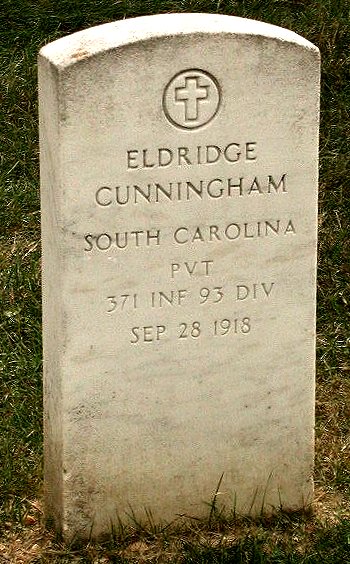 ELDRIDGE
CUNNINGHAM
SOUTH CAROLINA
PVT
371 INF 93 DIV
SEP 28 1918